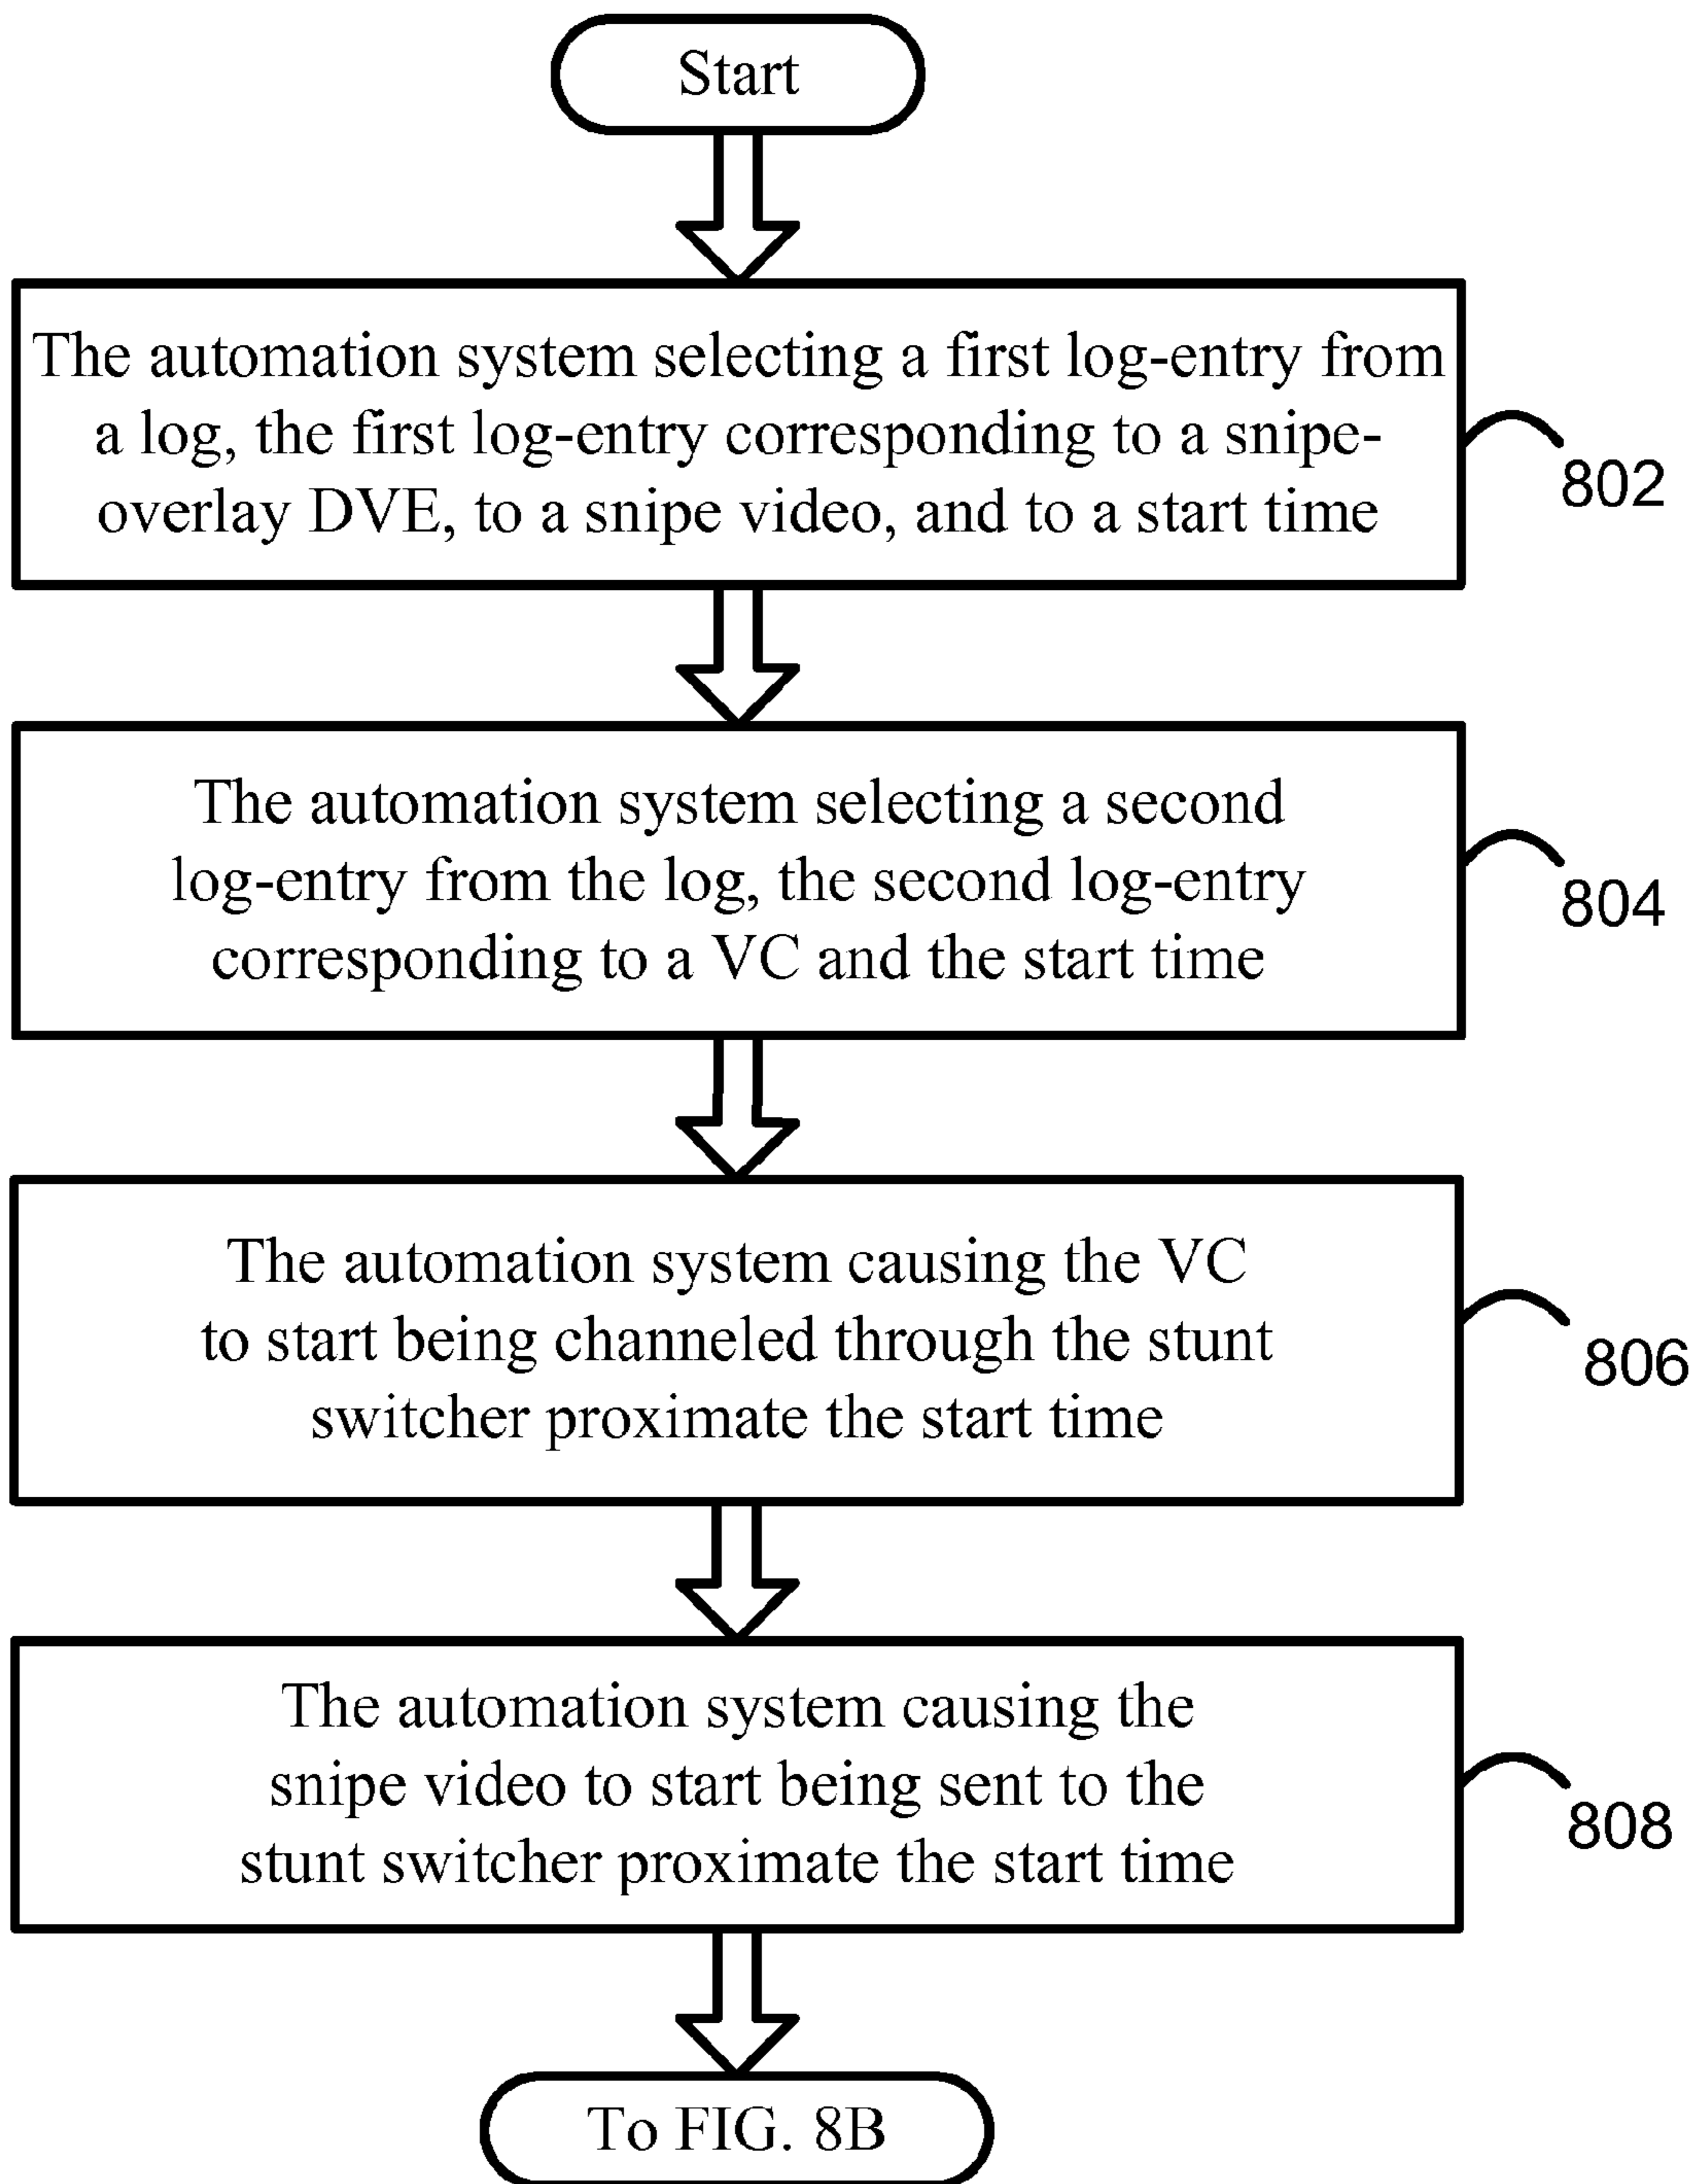 Start
The automation system selecting a first log-entry from
a log, the first log-entry corresponding to a snipe-
overlay DVE, to a snipe video, and to a start time
802
The automation system selecting a second
log-entry from the log, the second log-entry
corresponding to a VC and the start time
804
The automation system causing the VC
to start being channeled through the stunt
switcher proximate the start time
806
The automation system causing the
snipe video to start being sent to the
stunt switcher proximate the start time
808
To FIG. 8B